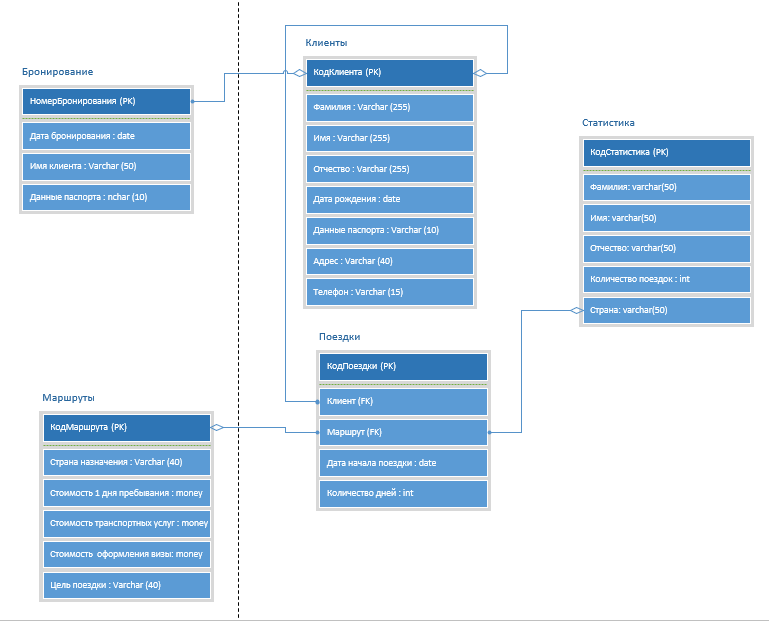 Бронирование
НомерБронирования (PK)
Дата бронирования : date
Имя клиента : Varchar (50)
Данные паспорта : nchar (10)
Клиенты
КодКлиента (PK)
Фамилия : Varchar (255)
Имя : Varchar (255)
Отчество : Varchar (255)
Дата рождения : date
Данные паспорта : Varchar (10)
Адрес : Varchar (40)
Телефон : Varchar (15)
Статистика
КодСтатистика (PK)
Фамилия: varchar(50)
Имя: varchar(50)
Отчество: varchar(50)
Количество поездок : int
Страна: varchar(50)
Поездки
КодПоездки (PK)
Клиент (FK)
Маршрут (FK)
Дата начала поездки : date
Количество дней : int
Маршруты
КодМаршрута (PK)
Страна назначения : Varchar (40)
Стоимость 1 дня пребывания : money
Стоимость транспортных услуг : money
Стоимость  оформления визы: money
Цель поездки : Varchar (40)